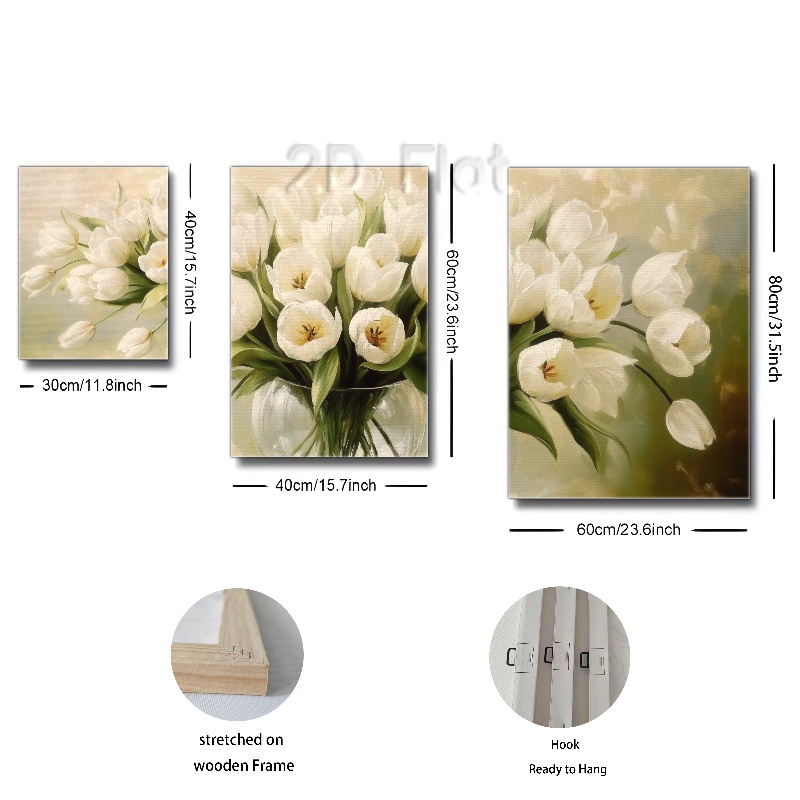 2D Flat
40cm/15.7inch
60cm/23.6inch
80cm/31.5inch
30cm/11.8inch
40cm/15.7inch
60cm/23.6inch
stretched on
wooden Frame
Hook
Ready to Hang